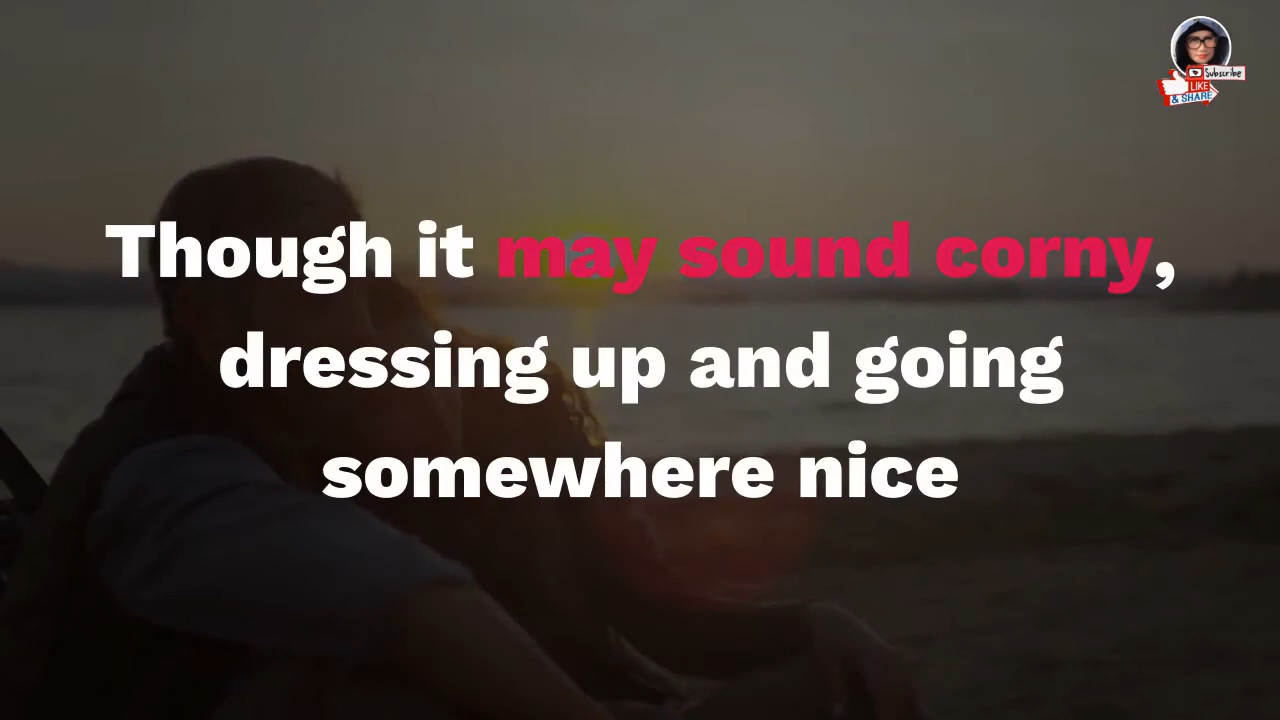 Subscribe
LIKE
& SHARE
Though it may sound corny,
dressing up and going
somewhere nice